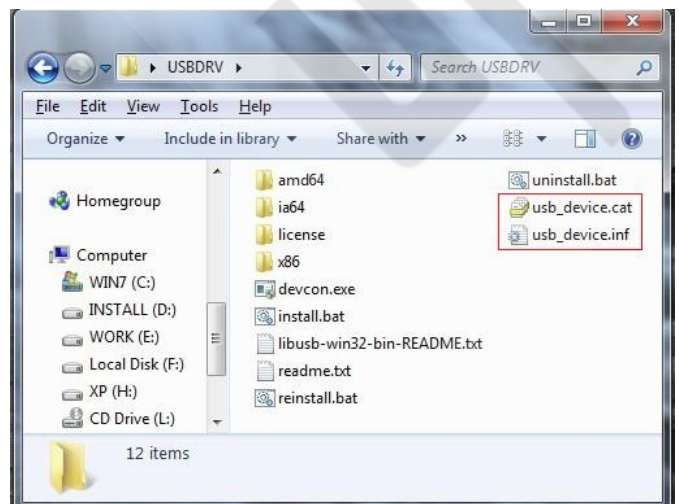 USBDRV
Search USBDRV
File Edit View Tools Help
Organize Include in library Share with »
Homegroup
Computer
WIN7 (C:)
INSTALL (D:)
WORK (E:)
Local Disk (F:)
XP (H:)
CD Drive (L:)
amd64
ia64
license
x86
devcon.exe
install.bat
libusb-win32-bin-README.txt
readme.txt
reinstall.bat
uninstall.bat
usb_device.cat
usb_device.inf
12 items